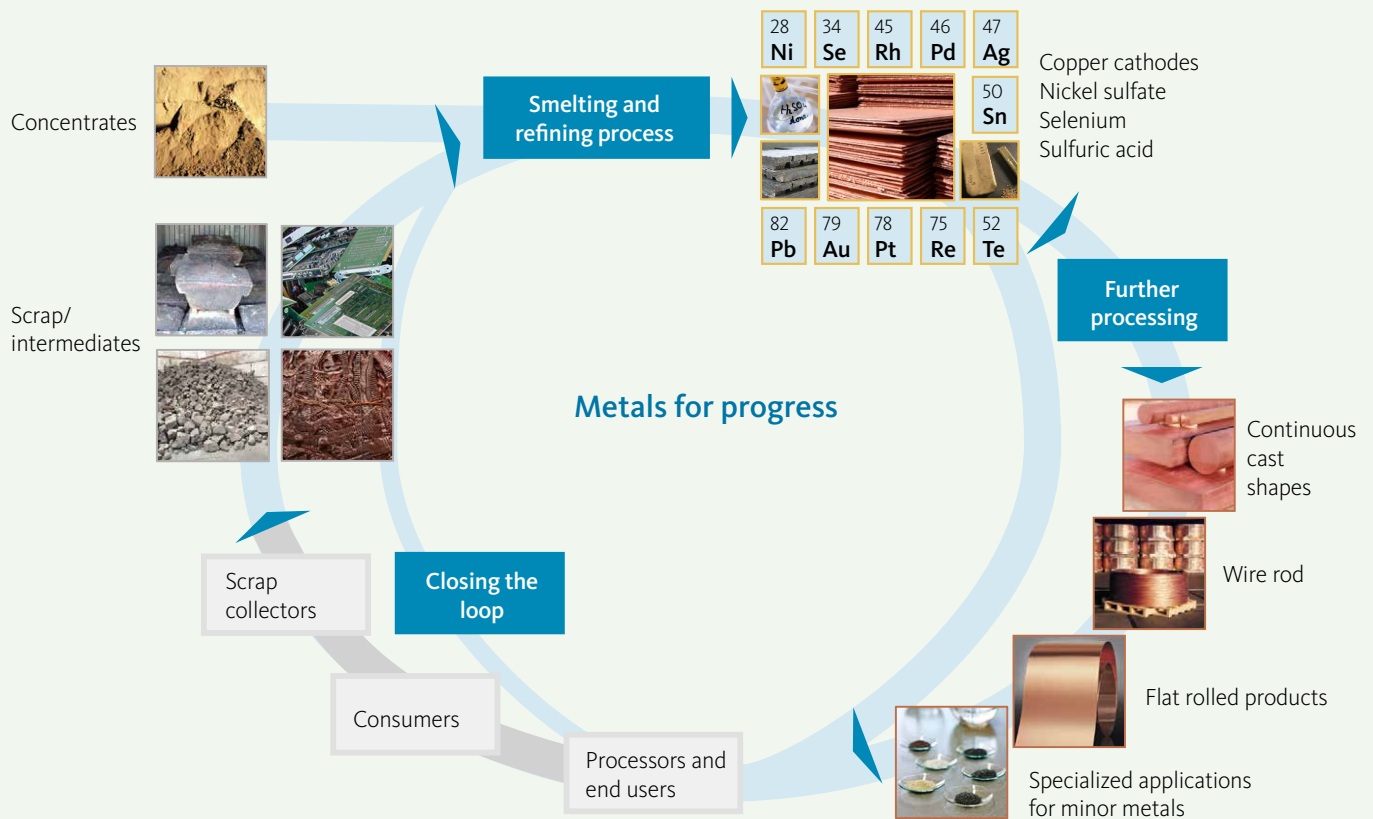 Concentrates
Smelting and
refining process
28
Ni
34
Se
45
Rh
46
Pd
47
Ag
50
Sn
82
Pb
79
Au
78
Pt
75
Re
52
Te
Copper cathodes
Nickel sulfate
Selenium
Sulfuric acid
Scrap/
intermediates
Further
processing
Metals for progress
Continuous
cast
shapes
Wire rod
Flat rolled products
Specialized applications
for minor metals
Processors and
end users
Consumers
Scrap
collectors
Closing the
loop